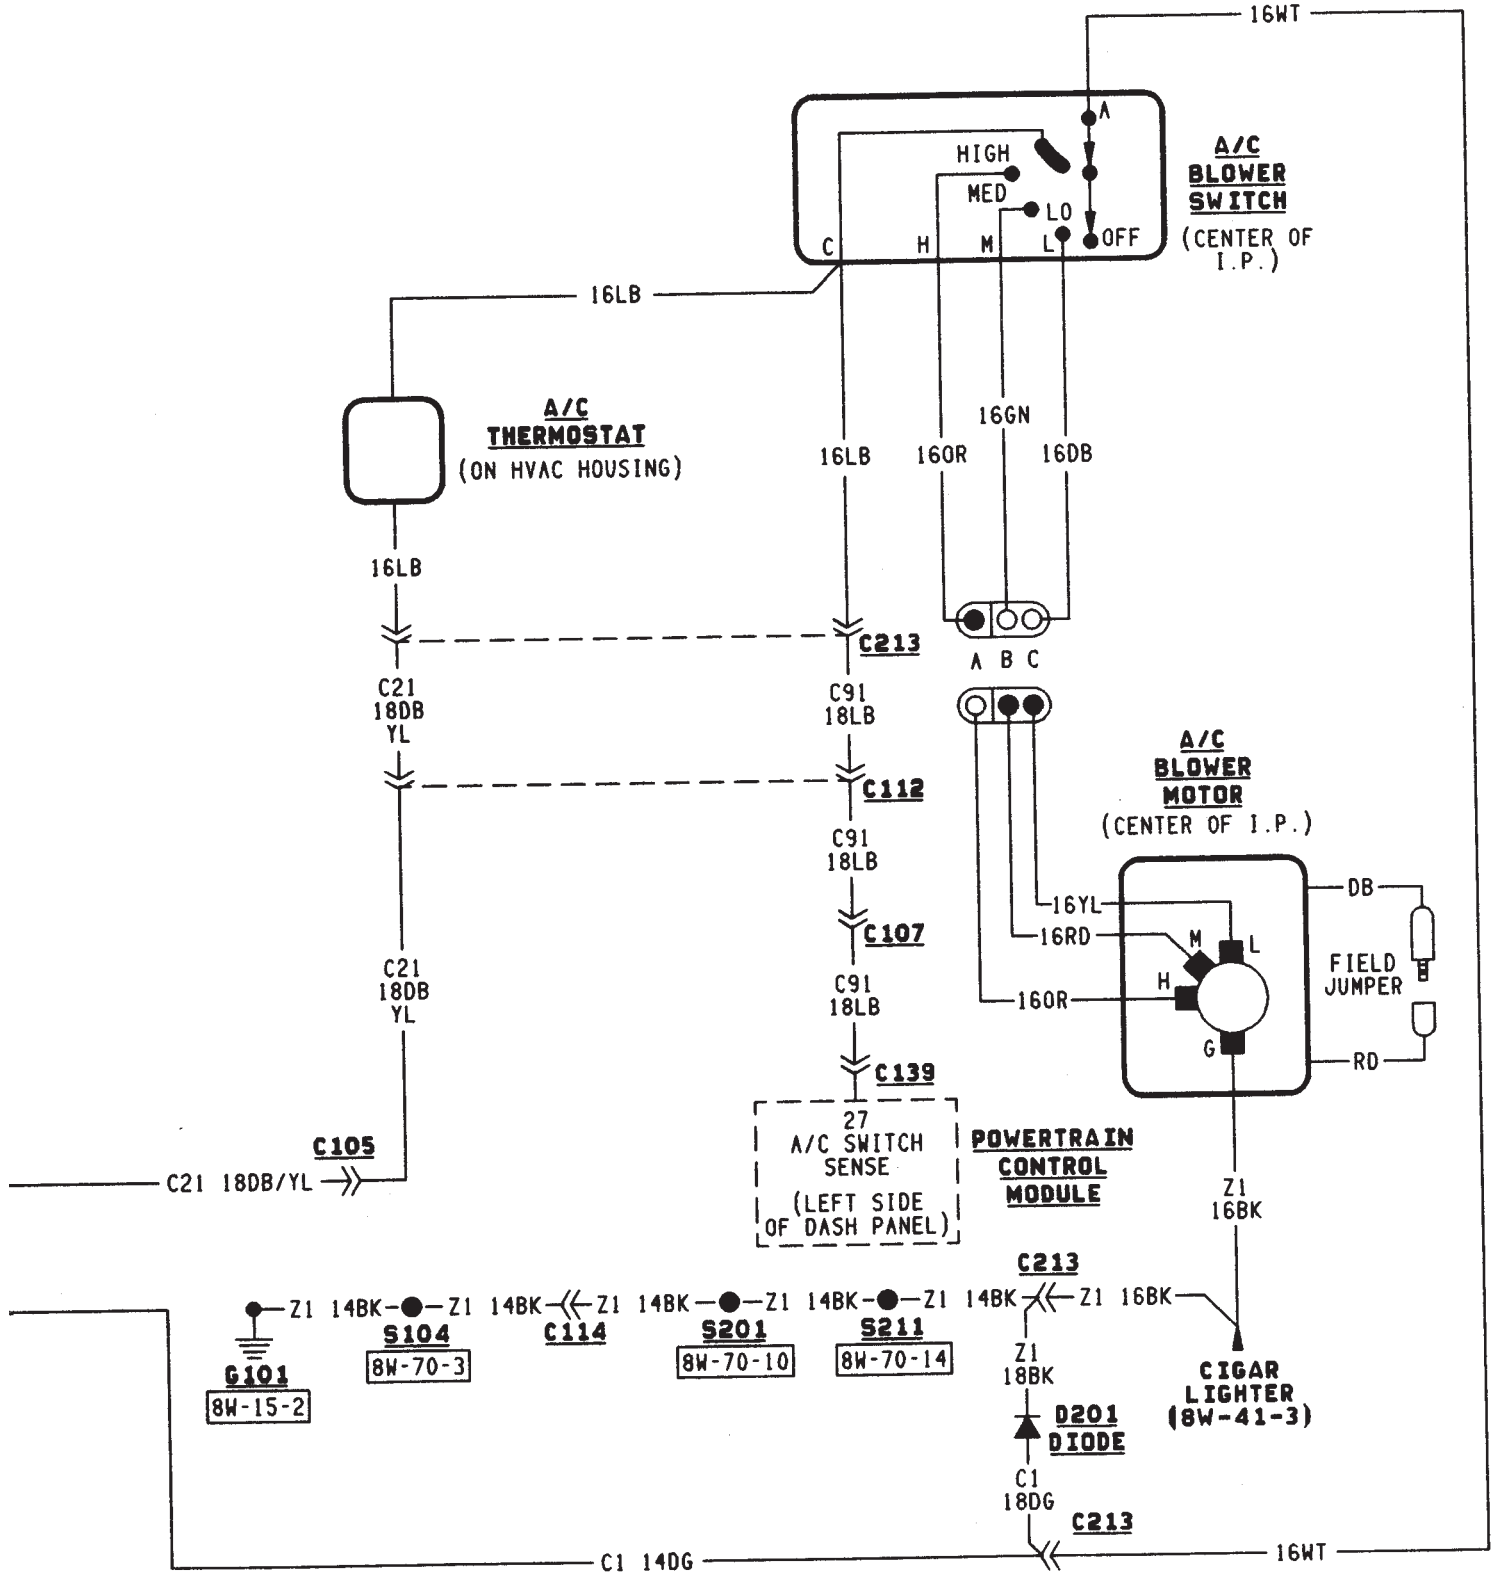 16WT
A
HIGH
MED
LO
OFF
C
H
M
L
A/C
BLOWER
SWITCH
(CENTER OF
I.P.)
16LB
A/C
THERMOSTAT
(ON HVAC HOUSING)
16LB
16OR
16GN
16DB
16LB
C213
A B C
C21
18DB
YL
C91
18LB
C112
A/C
BLOWER
MOTOR
(CENTER OF I.P.)
C91
18LB
DB
16YL
16RD
M
L
H
16OR
G
FIELD
JUMPER
RD
C107
C21
18DB
YL
C91
18LB
C139
27
A/C SWITCH
SENSE
(LEFT SIDE
OF DASH PANEL)
POWERTRAIN
CONTROL
MODULE
C105
C21 18DB/YL
Z1
16BK
C213
Z1 14BK
Z1 14BK
Z1 14BK
Z1 14BK
Z1 14BK
Z1 16BK
S104
C114
S201
S211
8W-70-3
8W-70-10
8W-70-14
G101
8W-15-2
Z1
18BK
CIGAR
LIGHTER
(8W-41-3)
D201
DIODE
C1
18DG
C213
C1 14DG
16WT